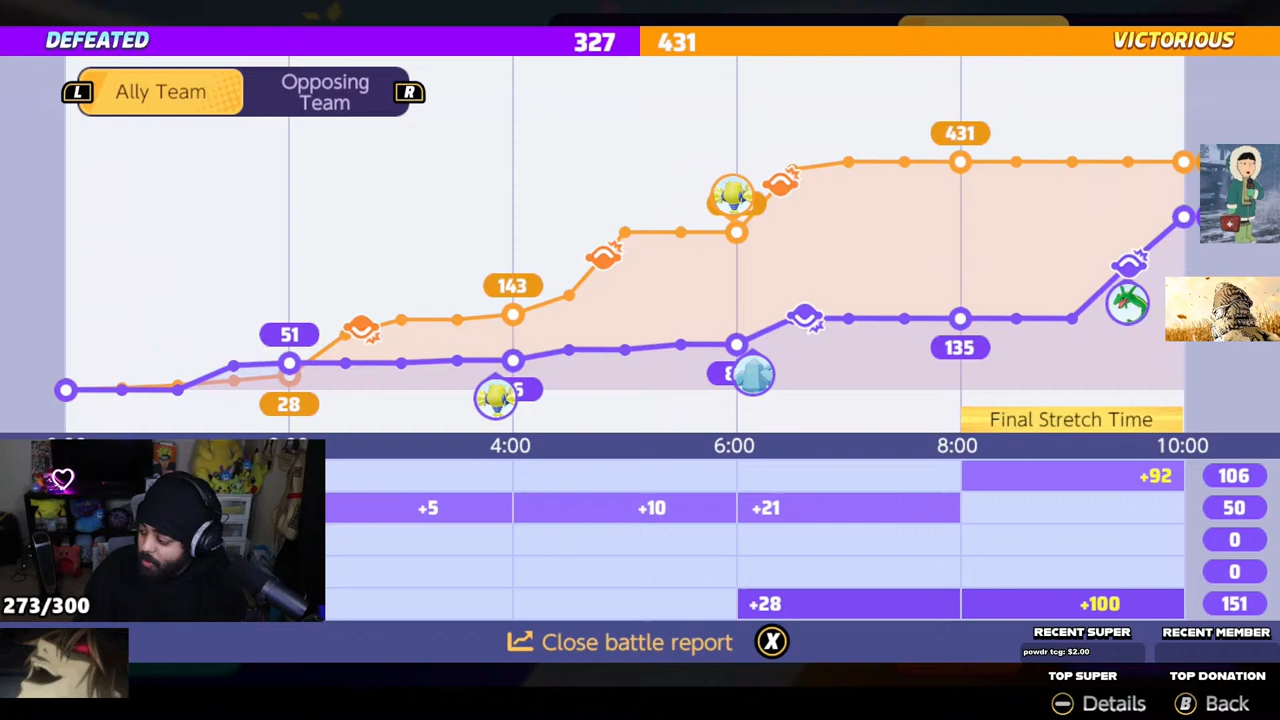 DEFEATED 327 431 VICTORIOUS
L Ally Team Opposing Team R
431
143
51
28
135
Final Stretch Time
4:00 6:00 8:00 10:00
+92 106
+5 +10 +21 50
0
0
+28 +100 151
273/300
Close battle report X
RECENT SUPER RECENT MEMBER
powdr tcg: $2.00
TOP SUPER TOP DONATION
Details B Back